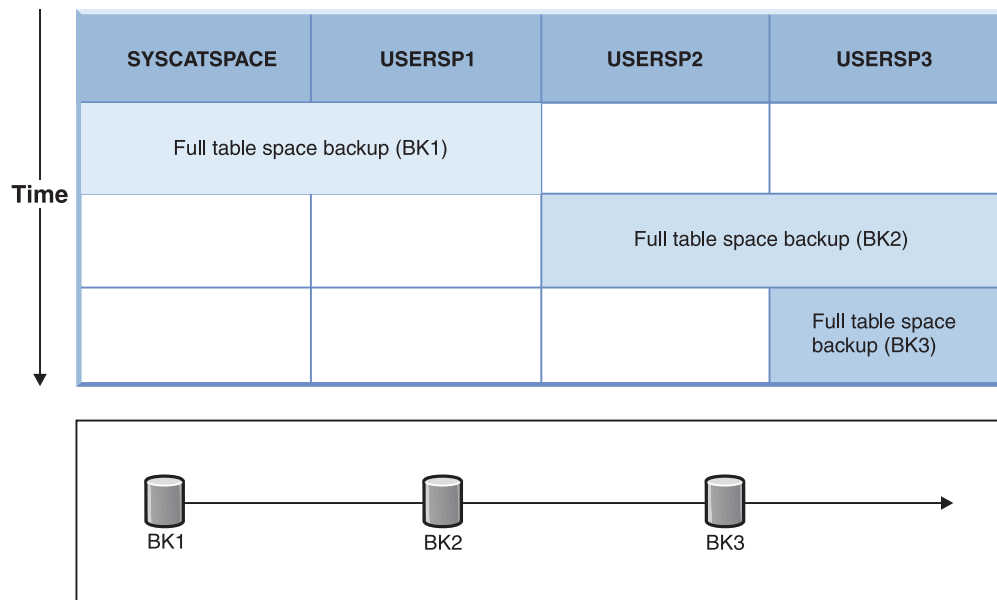 SYSCATSPACE
USERSP1
USERSP2
USERSP3
Full table space backup (BK1)
Time
Full table space backup (BK2)
Full table space
backup (BK3)
BK1
BK2
BK3